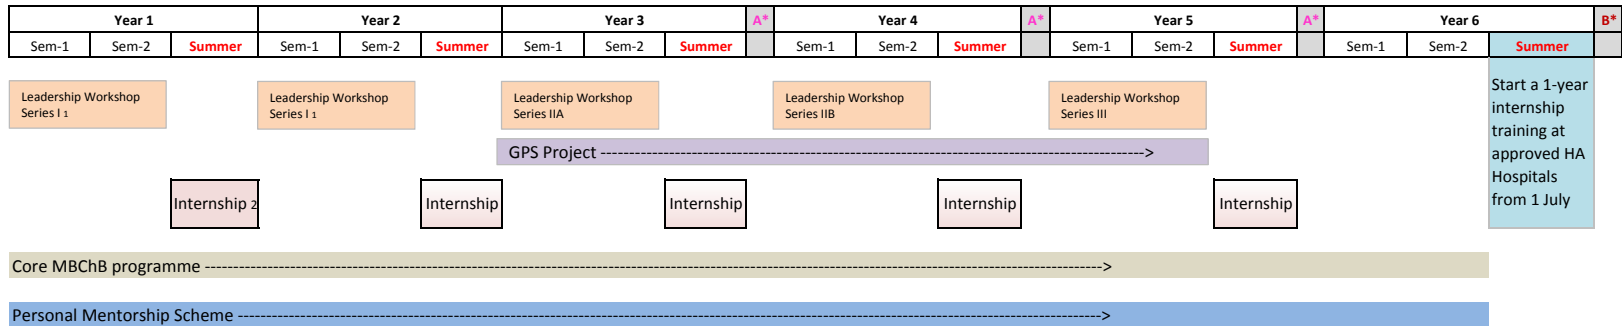 Year 1 Year 2 Year 3 A* Year 4 A* Year 5 A* Year 6 B*
Sem-1 Sem-2 Summer Sem-1 Sem-2 Summer Sem-1 Sem-2 Summer Sem-1 Sem-2 Summer Sem-1 Sem-2 Summer Sem-1 Sem-2 Summer
Leadership Workshop
Series I 1
Leadership Workshop
Series I 1
Leadership Workshop
Series IIA
Leadership Workshop
Series IIB
Leadership Workshop
Series III
Start a 1-year
internship
training at
approved HA
Hospitals
from 1 July
GPS Project ------------------------------------------------------------------------------------------------>
Internship 2 Internship Internship Internship Internship
Core MBChB programme ------------------------------------------------------------------------------------------------>
Personal Mentorship Scheme ------------------------------------------------------------------------------------------------>